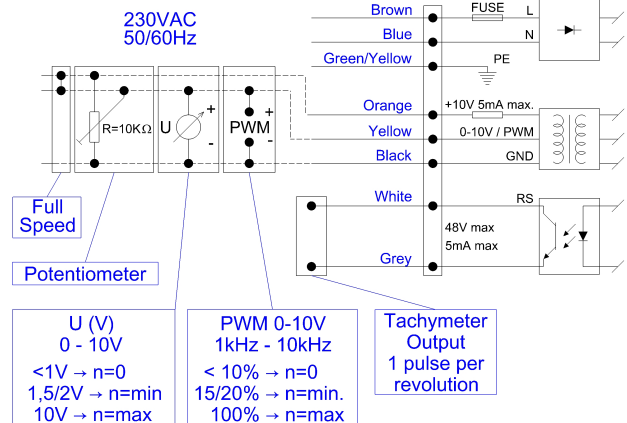 230VAC
50/60Hz
Brown
FUSE
L
Blue
N
Green/Yellow
PE
Orange
+10V 5mA max.
Yellow
0-10V / PWM
Black
GND
R=10KΩ
U
+
-
PWM
+
-
White
RS
48V max
5mA max
Grey
Full
Speed
Potentiometer
U (V)
0 - 10V
<1V → n=0
1,5/2V → n=min
10V → n=max
PWM 0-10V
1kHz - 10kHz
< 10% → n=0
15/20% → n=min.
100% → n=max
Tachymeter
Output
1 pulse per
revolution